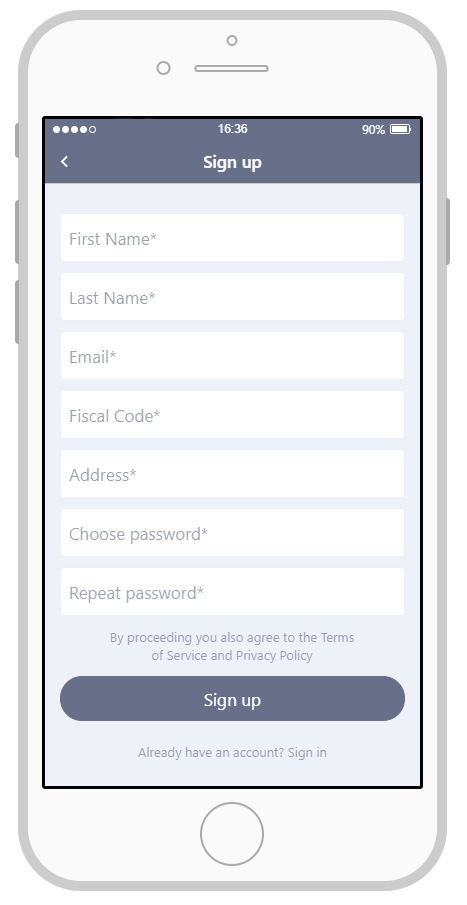 16:36
90%
Sign up
First Name*
Last Name*
Email*
Fiscal Code*
Address*
Choose password*
Repeat password*
By proceeding you also agree to the Terms
of Service and Privacy Policy
Sign up
Already have an account? Sign in